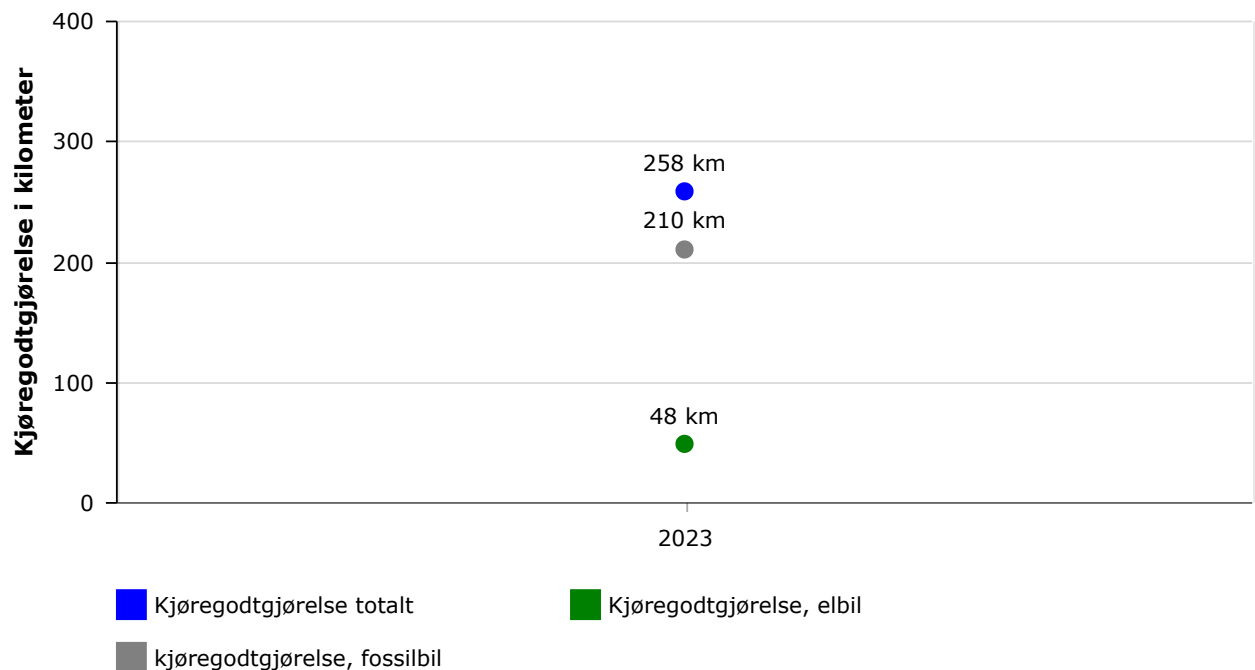 Kjøregodtgjørelse i kilometer
400
300
200
100
0
258 km
210 km
48 km
2023
Kjøregodtgjørelse totalt
Kjøregodtgjørelse, elbil
kjøregodtgjørelse, fossilbil